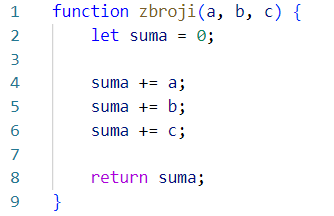 1 function zbroji(a, b, c) {
2     let suma = 0;
3
4     suma += a;
5     suma += b;
6     suma += c;
7
8     return suma;
9 }